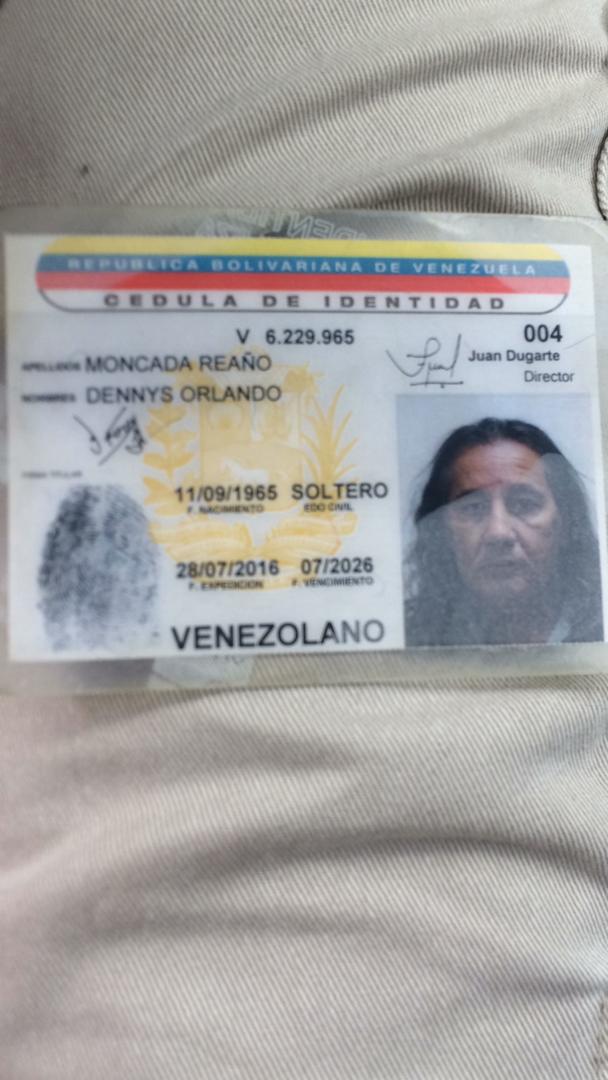 REPUBLICA BOLIVARIANA DE VENEZUELA
CEDULA DE IDENTIDAD
V 6.229.965
004
APELLIDOS MONCADA REAÑO
Juan Dugarte
Director
NOMBRES DENNYS ORLANDO
FIRMA TITULAR
11/09/1965 SOLTERO
F. NACIMIENTO EDO CIVIL
28/07/2016 07/2026
F. EXPEDICION F. VENCIMIENTO
VENEZOLANO